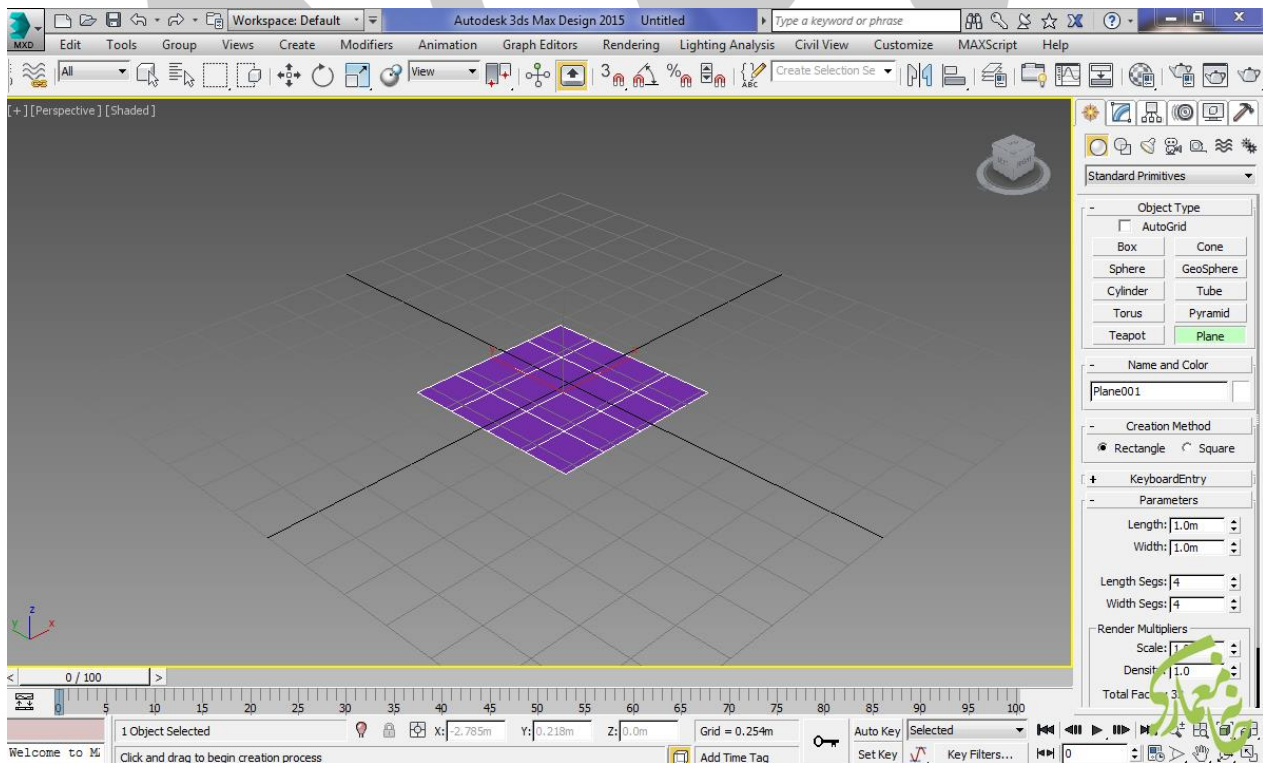 Workspace: Default
Autodesk 3ds Max Design 2015 Untitled
Type a keyword or phrase
MXD
Edit Tools Group Views Create Modifiers Animation Graph Editors Rendering Lighting Analysis Civil View Customize MAXScript Help
All
View
3
%
ABC
Create Selection Se
[+][Perspective][Shaded]
Standard Primitives
- Object Type
AutoGrid
Box Cone
Sphere GeoSphere
Cylinder Tube
Torus Pyramid
Teapot Plane
- Name and Color
Plane001
- Creation Method
Rectangle Square
+ KeyboardEntry
- Parameters
Length: 1.0m
Width: 1.0m
Length Segs: 4
Width Segs: 4
Render Multipliers
Scale:
Density: 1.0
Total
z
y x
< 0 / 100 >
0 5 10 15 20 25 30 35 40 45 50 55 60 65 70 75 80 85 90 95 100
1 Object Selected
X: -2.785m Y: 0.218m Z: 0.0m
Grid = 0.254m
Auto Key Selected
Welcome to
Click and drag to begin creation process
Add Time Tag
Set Key Key Filters...
0